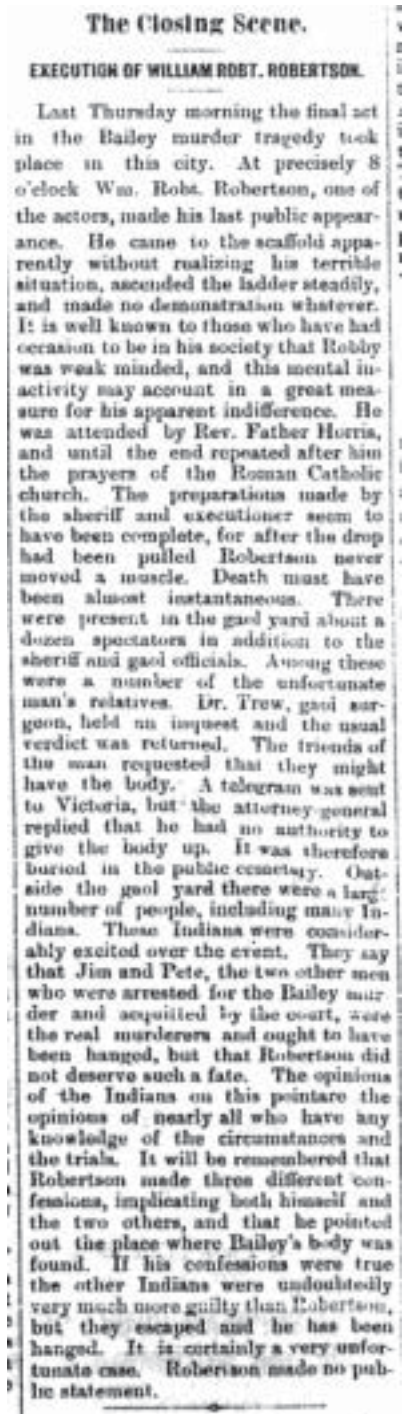 The Closing Scene.
EXECUTION OF WILLIAM ROBT. ROBERTSON.
Last Thursday morning the final act
in the Bailey murder tragedy took
place in this city. At precisely 8
o'clock Wm. Robt. Robertson, one of
the actors, made his last public appear-
ance. He came to the scaffold appa-
rently without realizing his terrible
situation, ascended the ladder steadily,
and made no demonstration whatever.
It is well known to those who have had
occasion to be in his society that Robby
was weak minded, and this mental in-
activity may account in a great mea-
sure for his apparent indifference. He
was attended by Rev. Father Horris,
and until the end repeated after him
the prayers of the Roman Catholic
church. The preparations made by
the sheriff and executioner seem to
have been complete, for after the drop
had been pulled Robertson never
moved a muscle. Death must have
been almost instantaneous. There
were present in the gaol yard about a
dozen spectators in addition to the
sheriff and gaol officials. Among these
were a number of the unfortunate
man's relatives. Dr. Trew, gaol sur-
geon, held an inquest and the usual
verdict was returned. The friends of
the man requested that they might
have the body. A telegram was sent
to Victoria, but the attorney-general
replied that he had no authority to
give the body up. It was therefore
buried in the public cemetary. Out-
side the gaol yard there were a large
number of people, including many In-
dians. These Indians were consider-
ably excited over the event. They say
that Jim and Pete, the two other men
who were arrested for the Bailey mur-
der and acquitted by the court, were
the real murderers and ought to have
been hanged, but that Robertson did
not deserve such a fate. The opinions
of the Indians on this pointare the
opinions of nearly all who have any
knowledge of the circumstances and
the trials. It will be remembered that
Robertson made three different con-
fessions, implicating both himself and
the two others, and that he pointed
out the place where Bailey's body was
found. If his confessions were true
the other Indians were undoubtedly
very much more guilty than Robertson,
but they escaped and he has been
hanged. It is certainly a very unfor-
tunate case. Robertson made no pub-
lic statement.